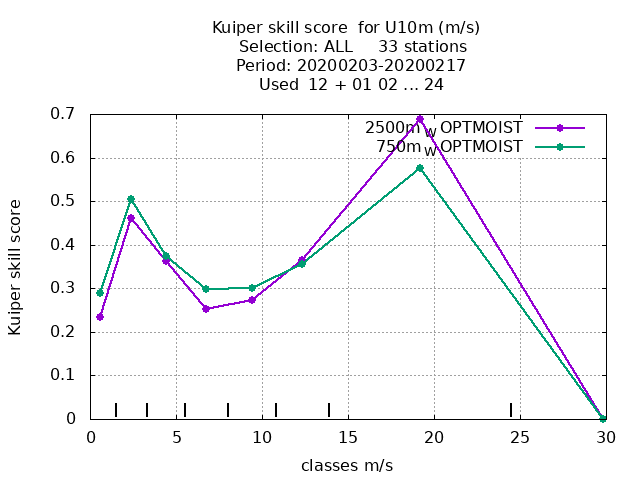 Kuiper skill score  for U10m (m/s)
Selection: ALL     33 stations
Period: 20200203-20200217
Used  12 + 01 02 ... 24
0.7
0.6
0.5
0.4
0.3
0.2
0.1
0
Kuiper skill score
2500m_W OPTMOIST
750m_W OPTMOIST
0 5 10 15 20 25 30
classes m/s